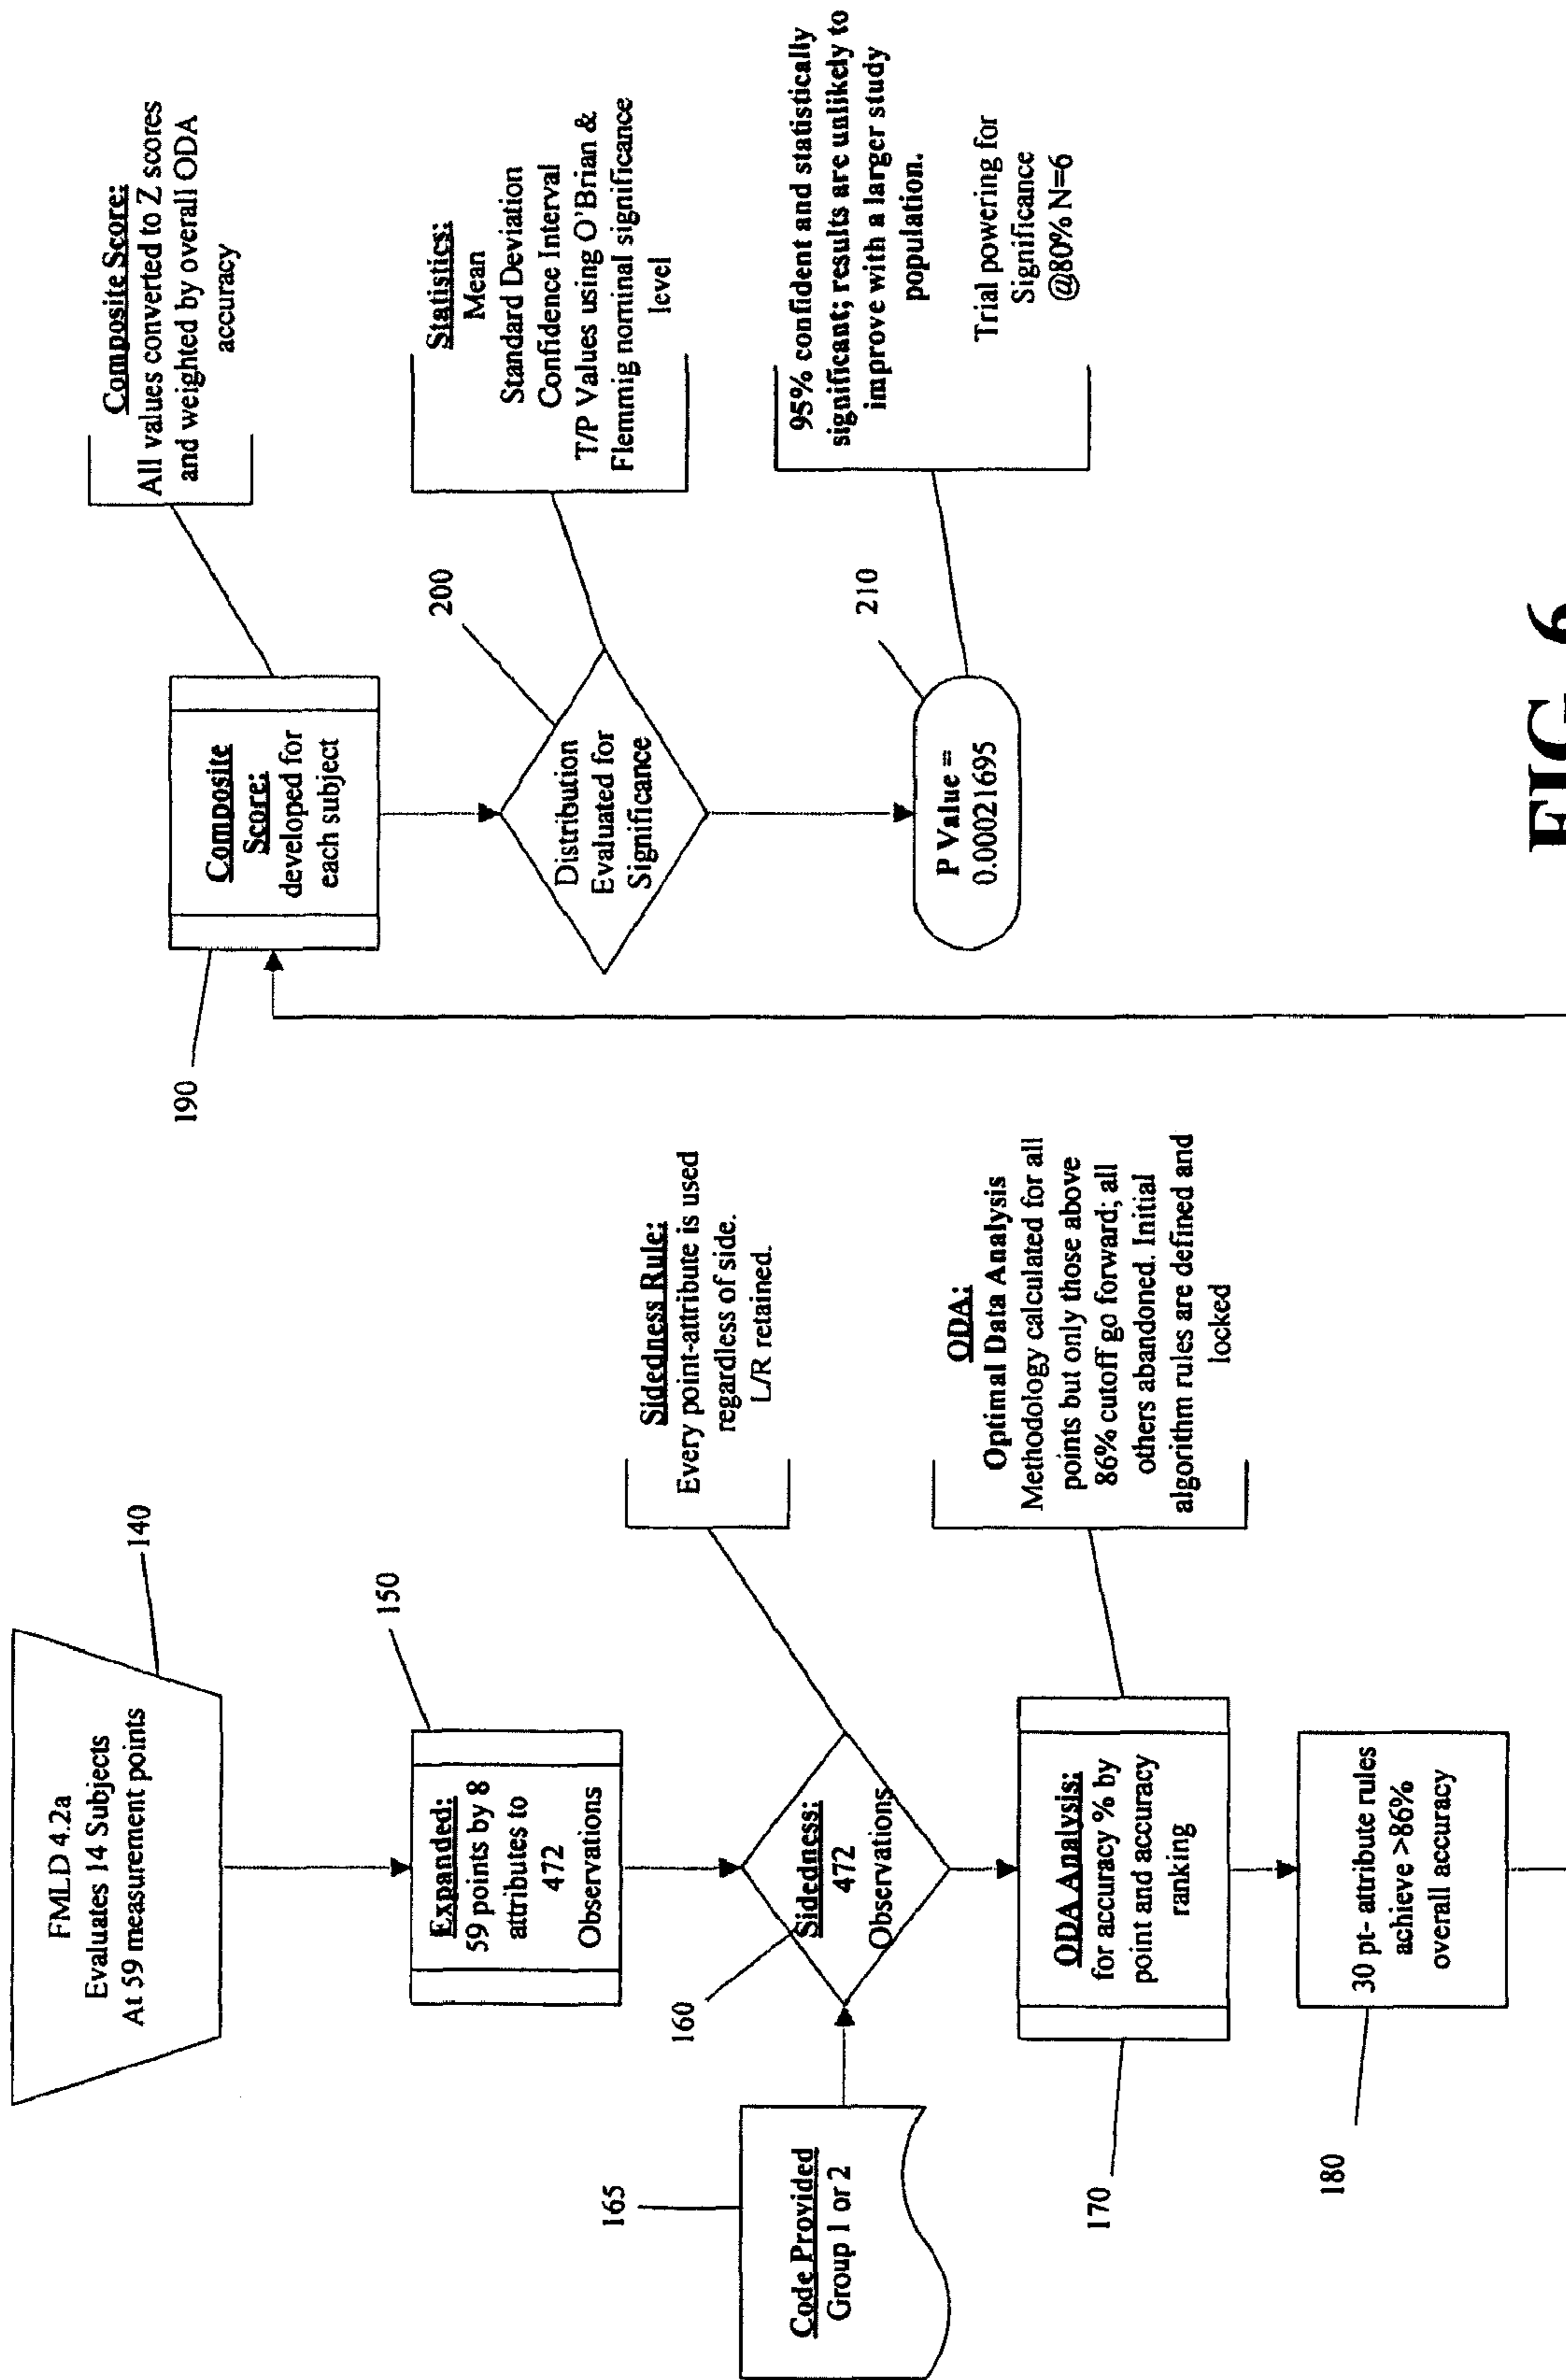 FMLD 4.2a
Evaluates 14 Subjects
At 59 measurement points
140
Expanded:
59 points by 8
attributes to
472
Observations
150
Sidedness:
472
Observations
160
Sidedness Rule:
Every point-attribute is used
regardless of side.
L/R retained.
Code Provided
Group 1 or 2
165
ODA Analysis:
for accuracy % by
point and accuracy
ranking
170
ODA:
Optimal Data Analysis
Methodology calculated for all
points but only those above
86% cutoff go forward; all
others abandoned. Initial
algorithm rules are defined and
locked
30 pt- attribute rules
achieve >86%
overall accuracy
180
190
Composite
Score:
developed for
each subject
Composite Score:
All values converted to Z scores
and weighted by overall ODA
accuracy
Distribution
Evaluated for
Significance
200
Statistics:
Mean
Standard Deviation
Confidence Interval
T/P Values using O'Brian &
Flemmig nominal significance
level
P Value =
0.00021695
210
95% confident and statistically
significant; results are unlikely to
improve with a larger study
population.
Trial powering for
Significance
@80% N=6
FIG. 6